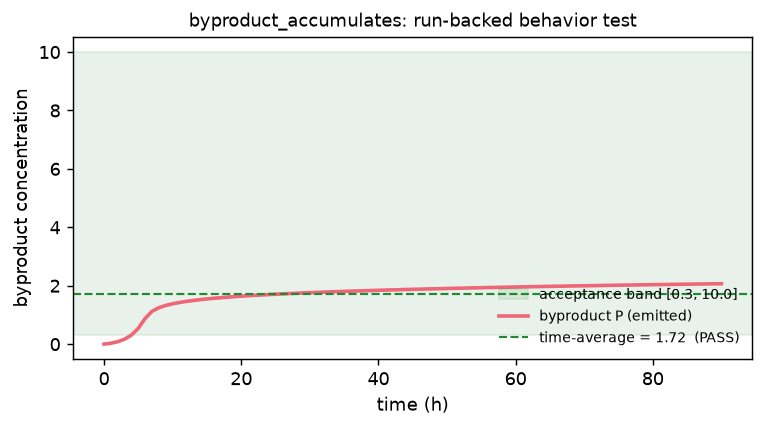 byproduct_accumulates: run-backed behavior test
byproduct concentration
10
8
6
4
2
0
acceptance band [0.3, 10.0]
byproduct P (emitted)
time-average = 1.72 (PASS)
0
20
40
60
80
time (h)